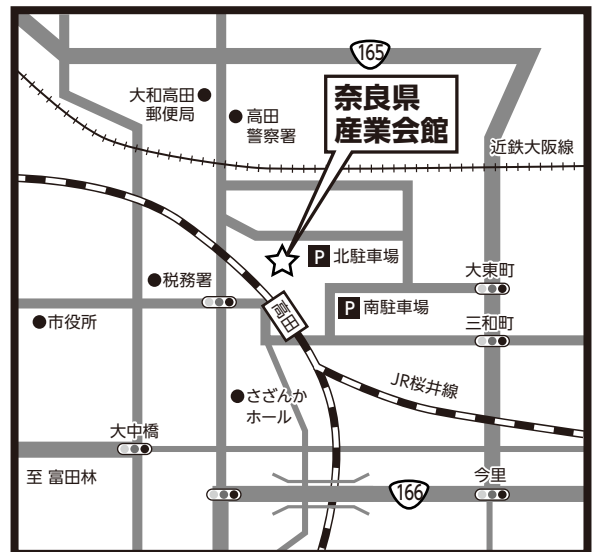 165
大和高田
郵便局
高田
警察署
奈良県
産業会館
近鉄大阪線
P 北駐車場
税務署
大東町
P 南駐車場
高田
市役所
三和町
さざんか
ホール
JR桜井線
大中橋
至 富田林
今里
166